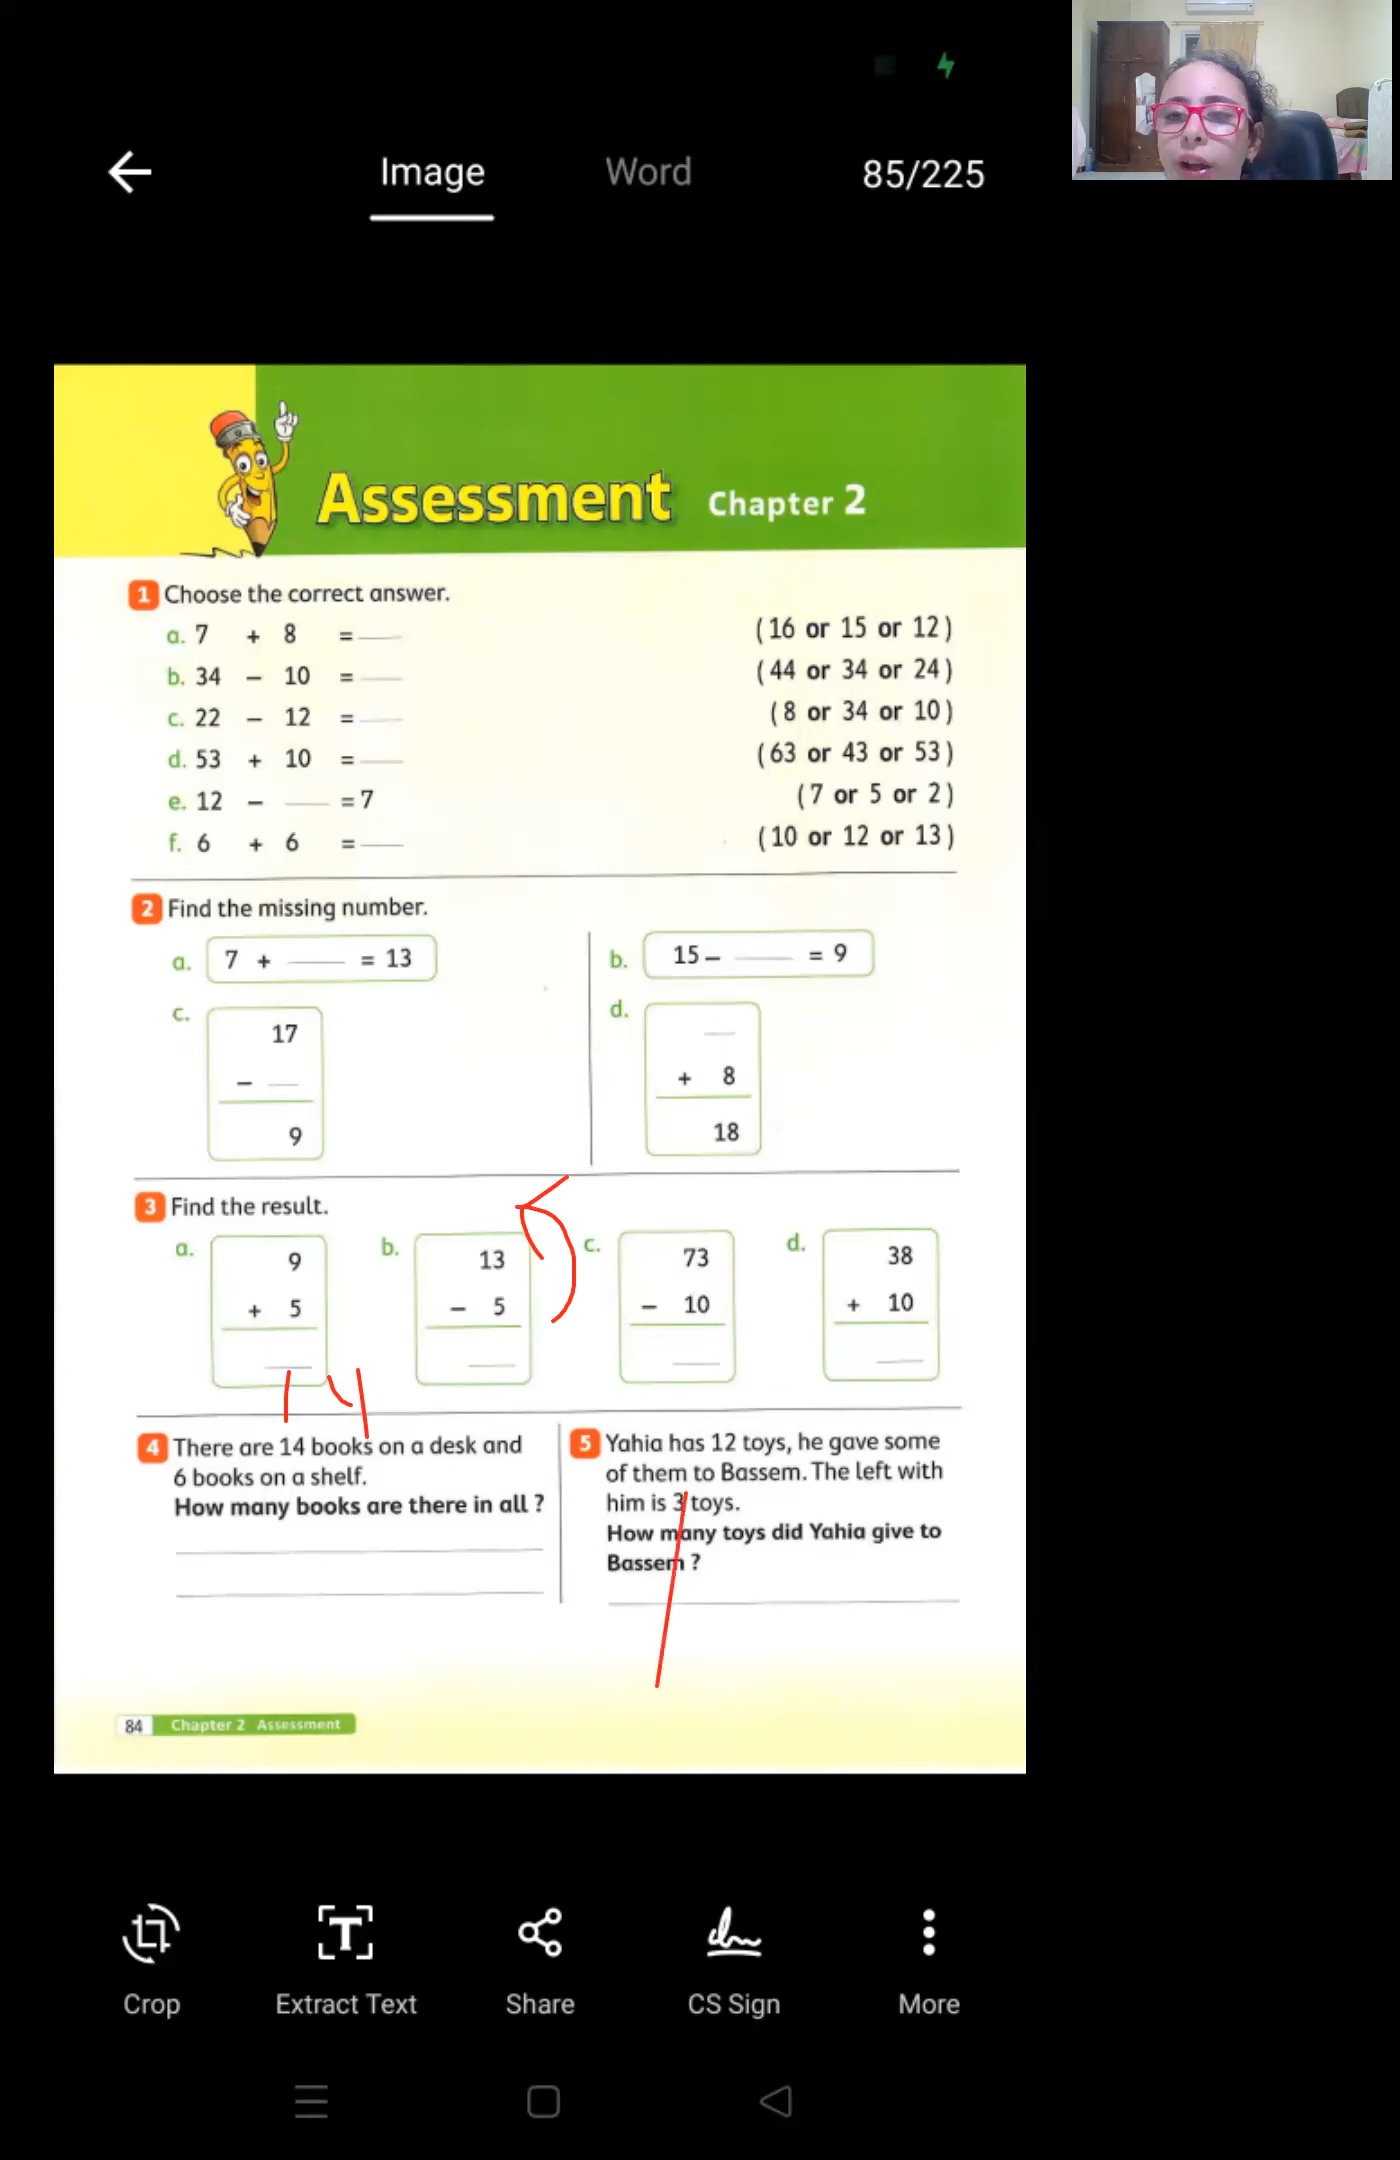 Image Word 85/225
Assessment Chapter 2
1 Choose the correct answer.
a. 7 + 8 = (16 or 15 or 12)
b. 34 − 10 = (44 or 34 or 24)
c. 22 − 12 = (8 or 34 or 10)
d. 53 + 10 = (63 or 43 or 53)
e. 12 − = 7 (7 or 5 or 2)
f. 6 + 6 = (10 or 12 or 13)
2 Find the missing number.
a. 7 + = 13
b. 15 − = 9
c. 17
−
9
d.
+ 8
18
3 Find the result.
a. 9
+ 5
14
b. 13
− 5
5
c. 73
− 10
d. 38
+ 10
4 There are 14 books on a desk and
6 books on a shelf.
How many books are there in all ?
5 Yahia has 12 toys, he gave some
of them to Bassem. The left with
him is 3 toys.
How many toys did Yahia give to
Bassem ?
84 Chapter 2 Assessment
T
Crop Extract Text Share CS Sign More